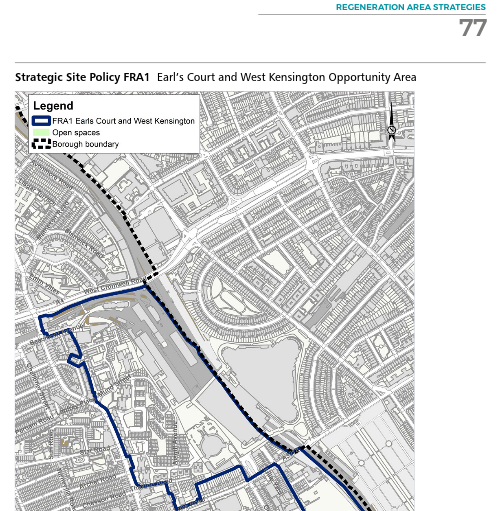 REGENERATION AREA STRATEGIES
77
Strategic Site Policy FRA1 Earl's Court and West Kensington Opportunity Area
Legend
FRA1 Earls Court and West Kensington
Open spaces
Borough boundary
West Cromwell Road